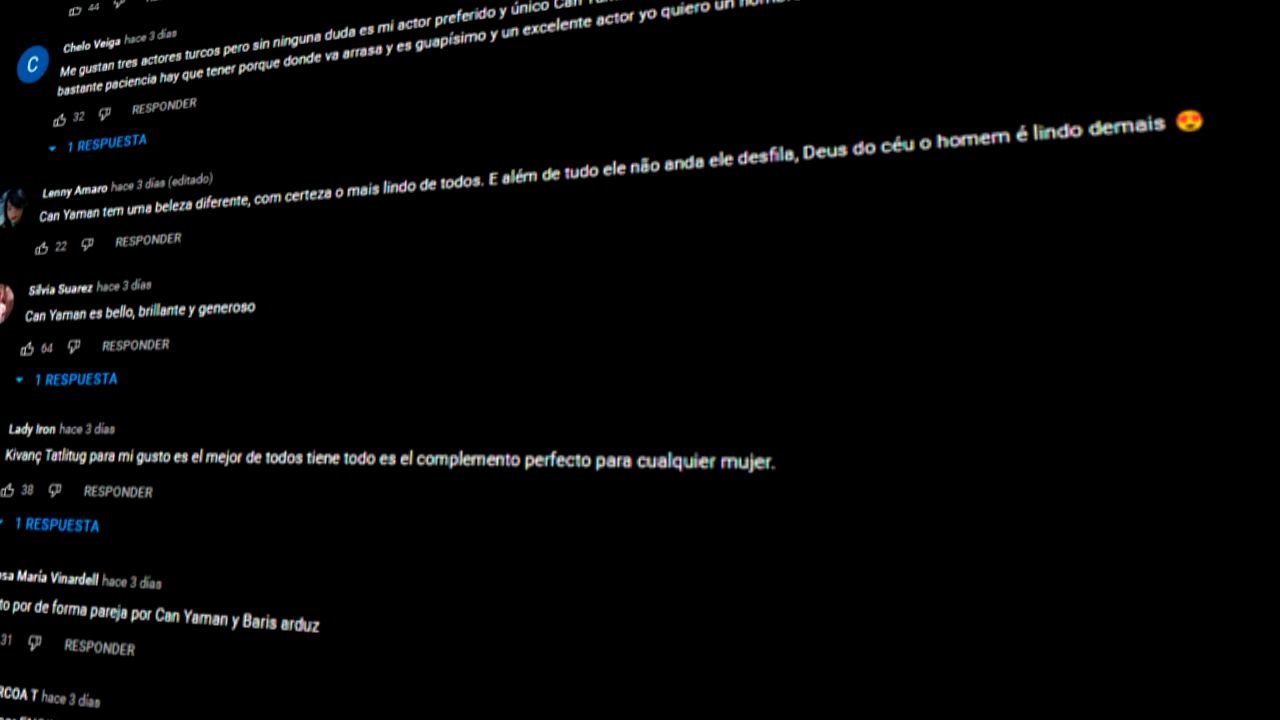 44
Chelo Veiga hace 3 días
Me gustan tres actores turcos pero sin ninguna duda es mi actor preferido y único Can
bastante paciencia hay que tener porque donde va arrasa y es guapísimo y un excelente actor yo quiero un
32 RESPONDER
1 RESPUESTA
Lenny Amaro hace 3 días (editado)
Can Yaman tem uma beleza diferente, com certeza o mais lindo de todos. E além de tudo ele não anda ele desfila, Deus do céu o homem é lindo demais 😍
22 RESPONDER
Silvia Suarez hace 3 días
Can Yaman es bello, brillante y generoso
64 RESPONDER
1 RESPUESTA
Lady Iron hace 3 días
Kivanç Tatlitug para mi gusto es el mejor de todos tiene todo es el complemento perfecto para cualquier mujer.
38 RESPONDER
1 RESPUESTA
María Vinardell hace 3 días
por de forma pareja por Can Yaman y Baris arduz
31 RESPONDER
RCOA T hace 3 días